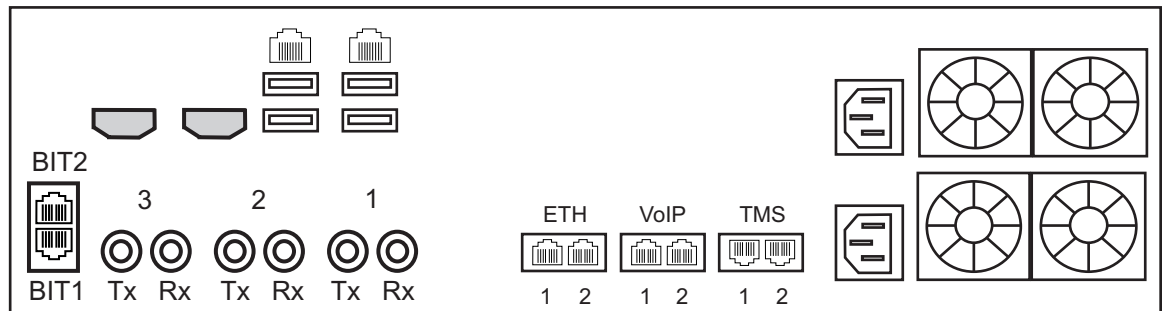 BIT2
3 2 1
ETH VoIP TMS
BIT1 Tx Rx Tx Rx Tx Rx
1 2 1 2 1 2